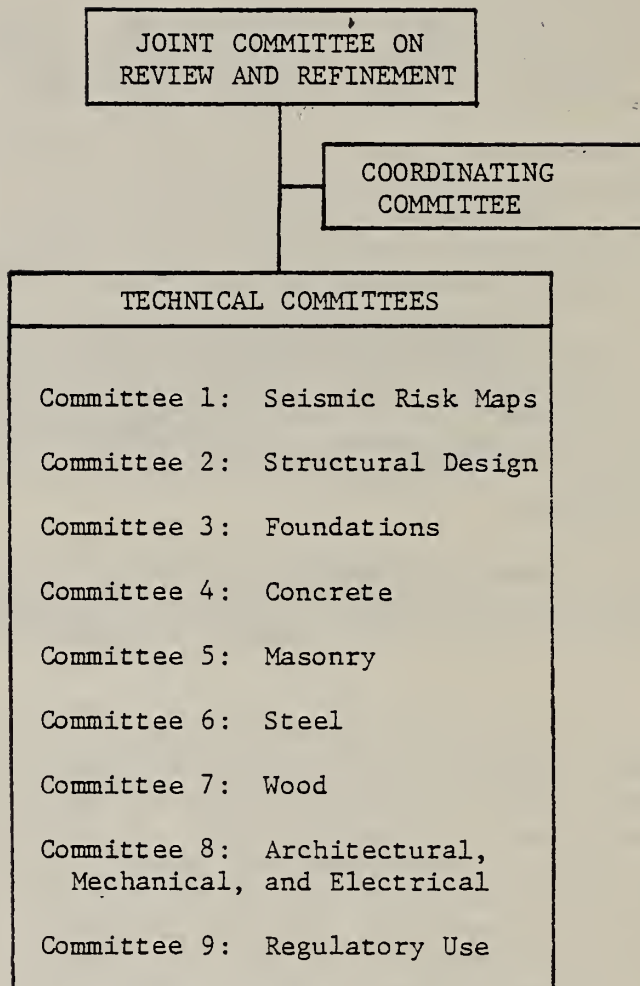 JOINT COMMITTEE ON
REVIEW AND REFINEMENT
COORDINATING
COMMITTEE
TECHNICAL COMMITTEES
Committee 1: Seismic Risk Maps
Committee 2: Structural Design
Committee 3: Foundations
Committee 4: Concrete
Committee 5: Masonry
Committee 6: Steel
Committee 7: Wood
Committee 8: Architectural,
Mechanical, and Electrical
Committee 9: Regulatory Use